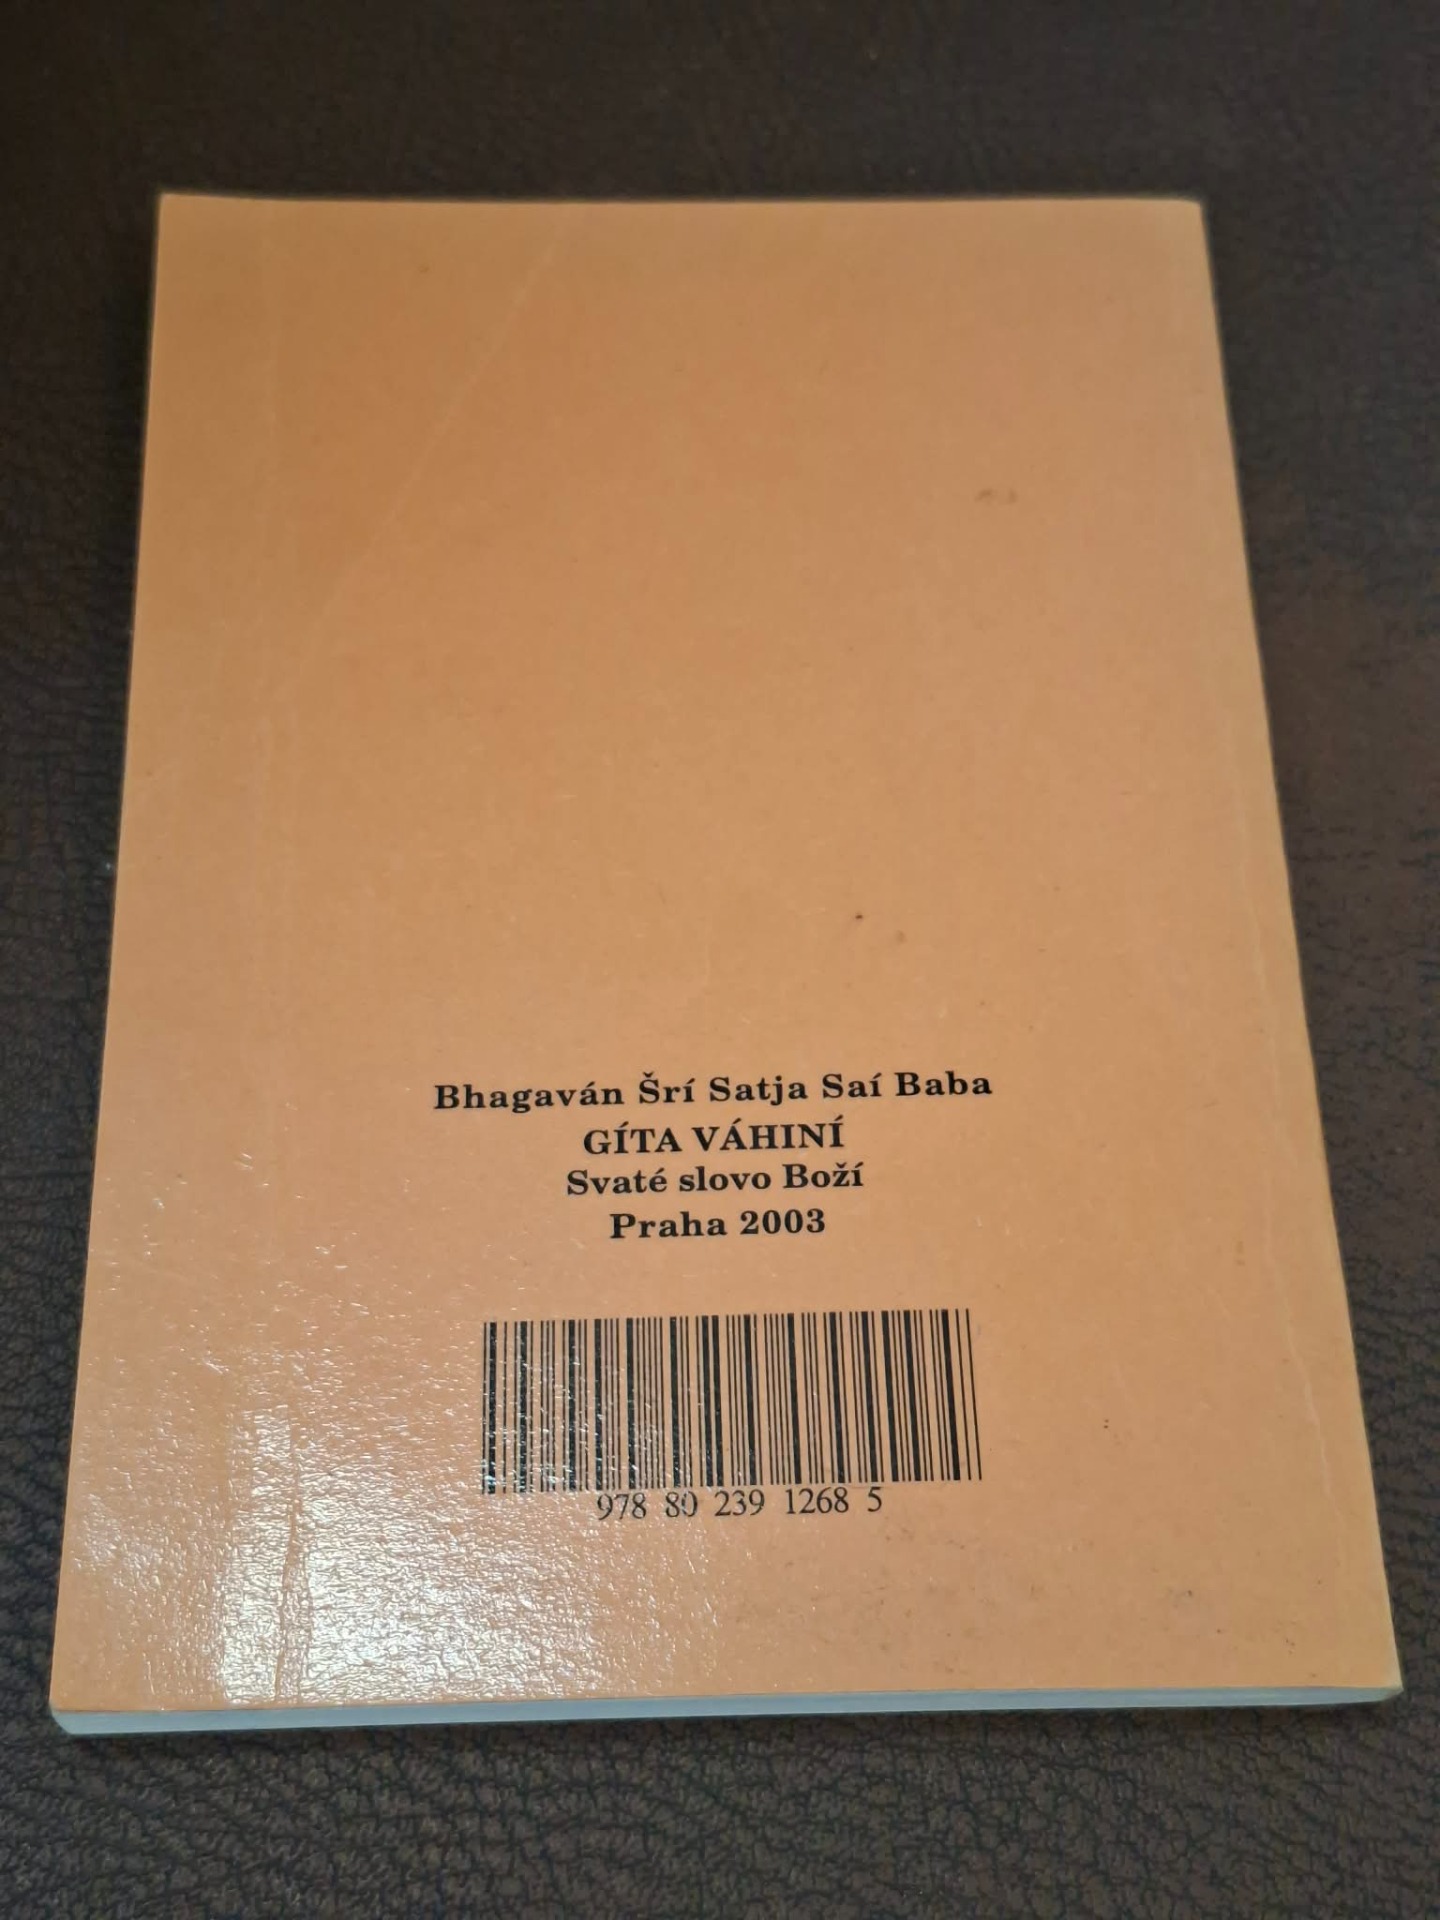 Bhagaván Šrí Satja Saí Baba
GÍTA VÁHINÍ
Svaté slovo Boží
Praha 2003
978 80 239 1268 5